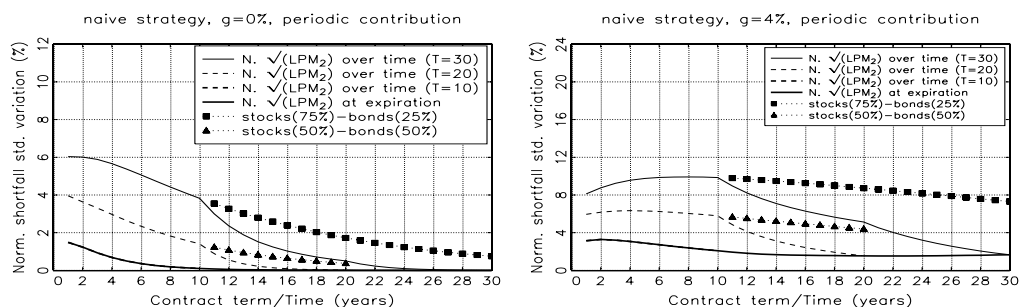 naive strategy, g=0%, periodic contribution
Norm. shortfall std. variation (%)
12
10
8
6
4
2
0
N. √(LPM₂) over time (T=30)
N. √(LPM₂) over time (T=20)
N. √(LPM₂) over time (T=10)
N. √(LPM₂) at expiration
stocks(75%)-bonds(25%)
stocks(50%)-bonds(50%)
0 2 4 6 8 10 12 14 16 18 20 22 24 26 28 30
Contract term/Time (years)
naive strategy, g=4%, periodic contribution
Norm. shortfall std. variation (%)
24
20
16
12
8
4
0
N. √(LPM₂) over time (T=30)
N. √(LPM₂) over time (T=20)
N. √(LPM₂) over time (T=10)
N. √(LPM₂) at expiration
stocks(75%)-bonds(25%)
stocks(50%)-bonds(50%)
0 2 4 6 8 10 12 14 16 18 20 22 24 26 28 30
Contract term/Time (years)